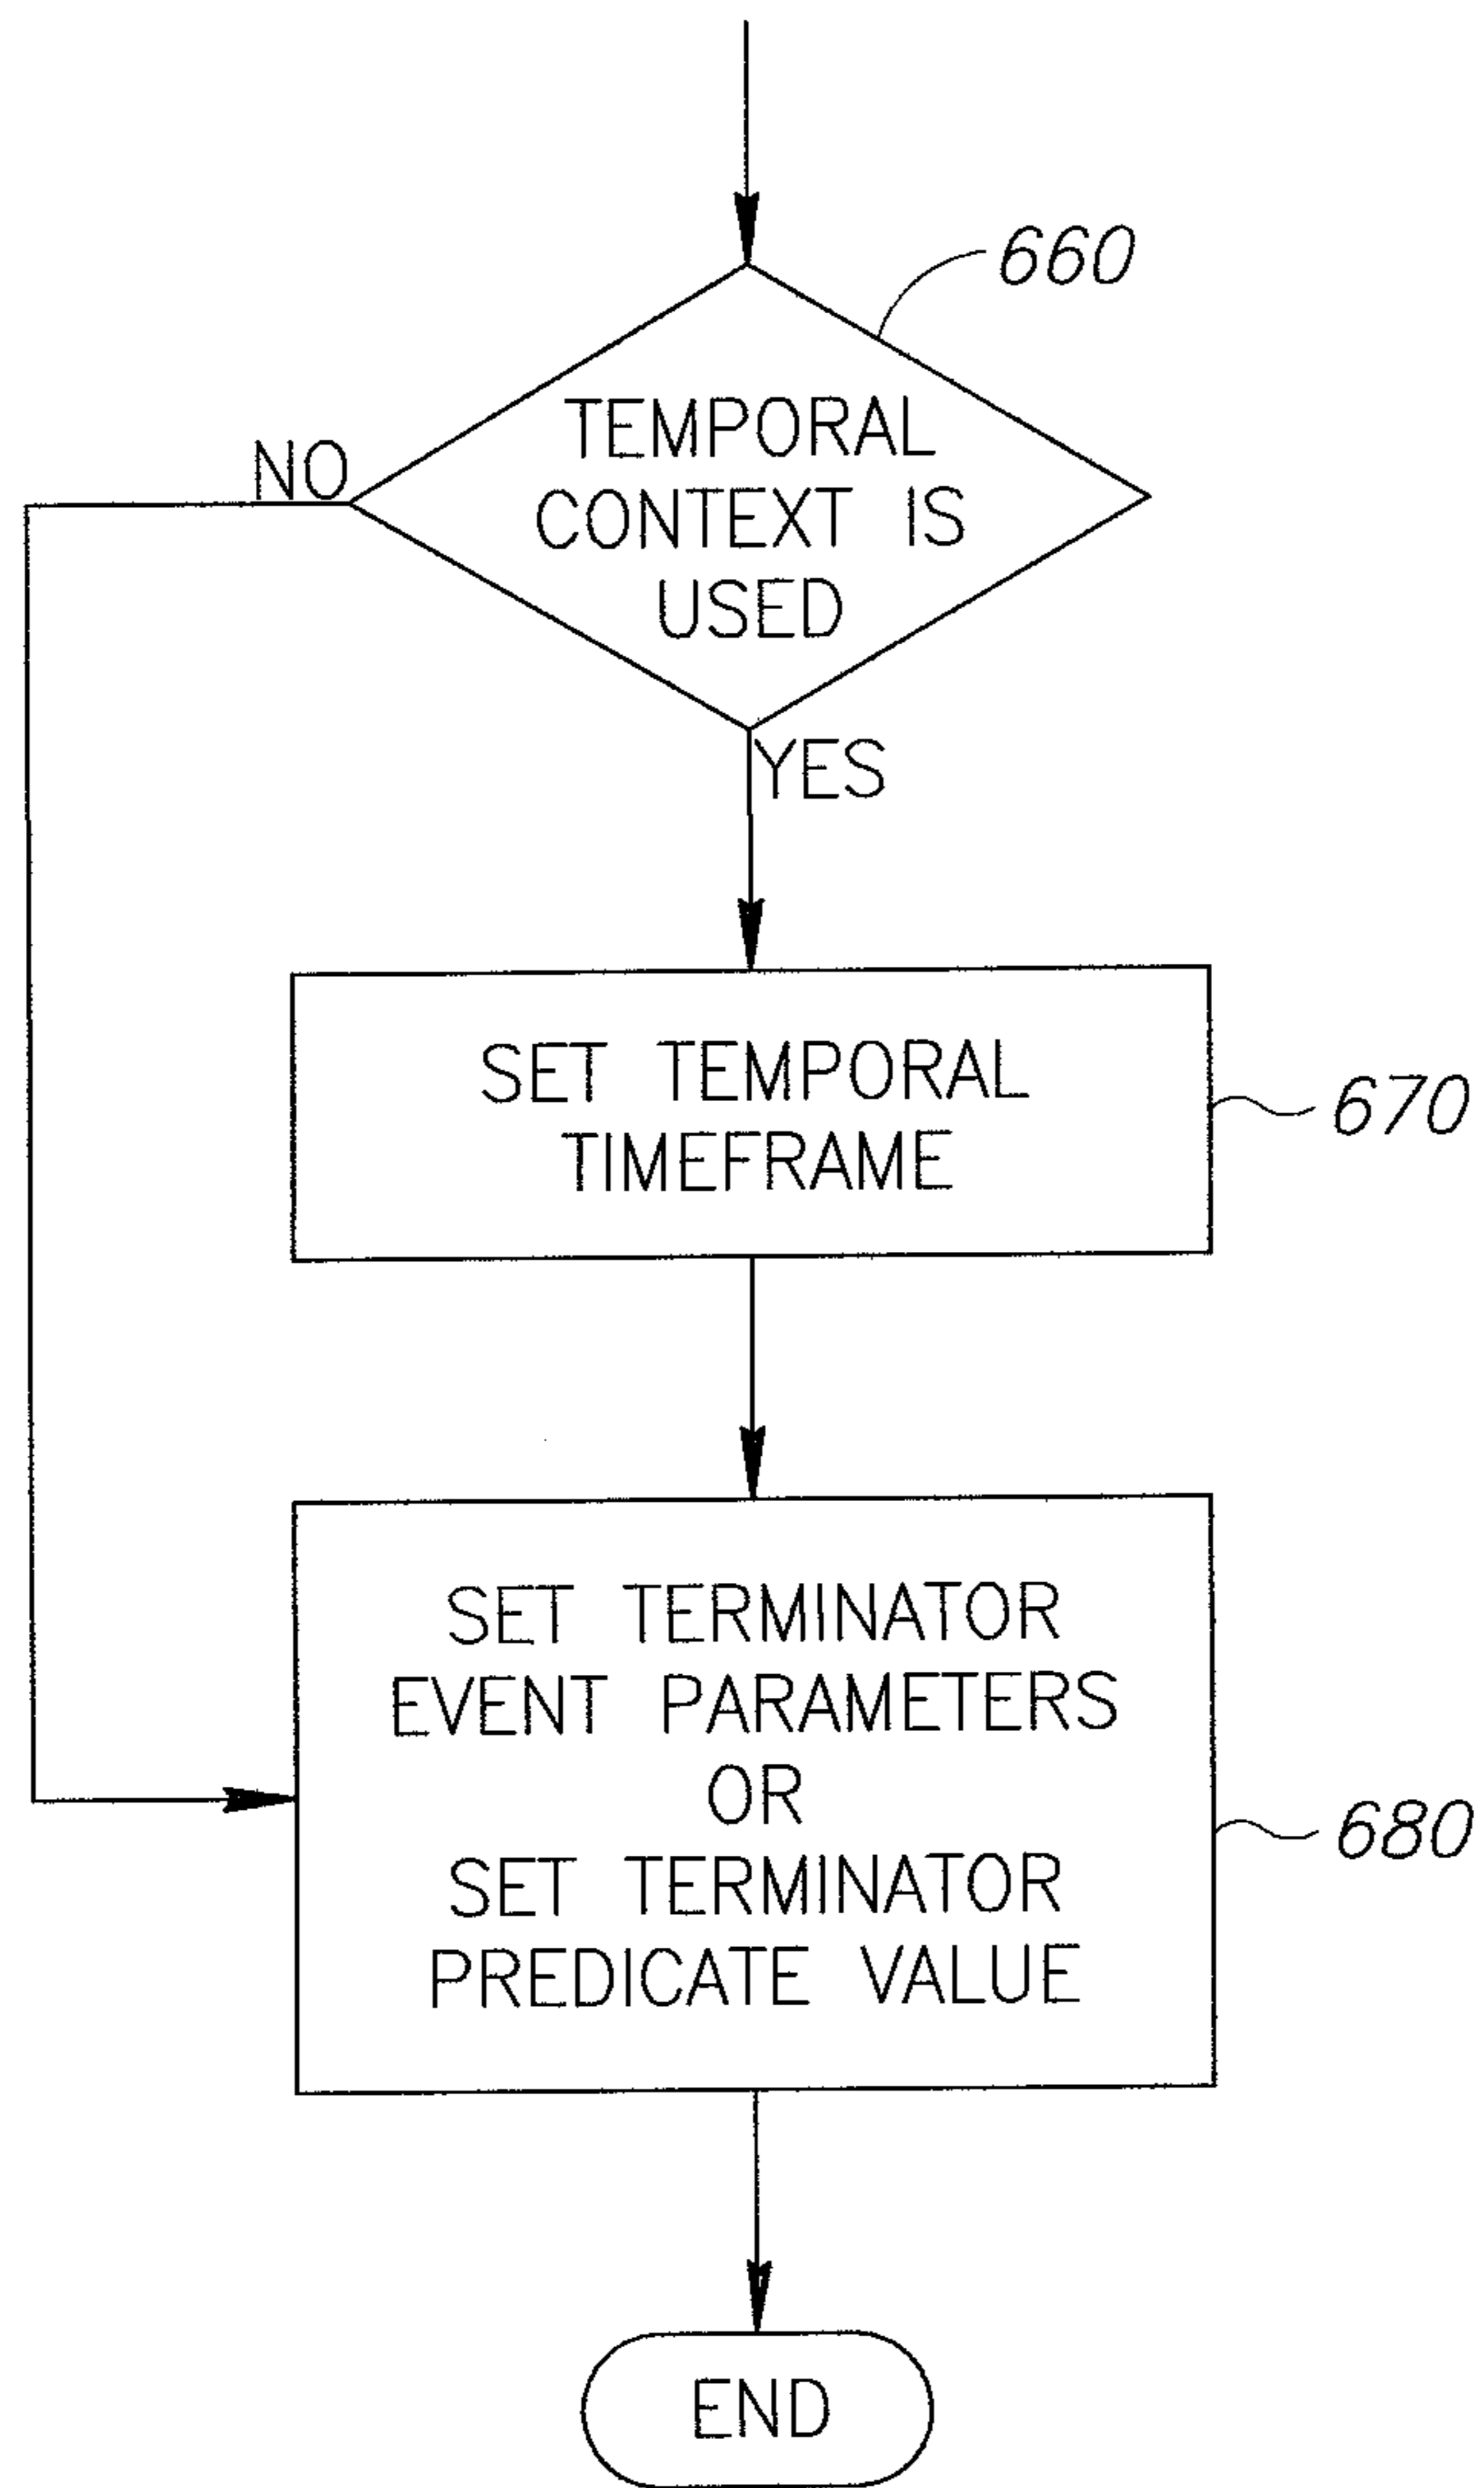 660
TEMPORAL
CONTEXT IS
USED
NO
YES
SET TEMPORAL
TIMEFRAME
670
SET TERMINATOR
EVENT PARAMETERS
OR
SET TERMINATOR
PREDICATE VALUE
680
END